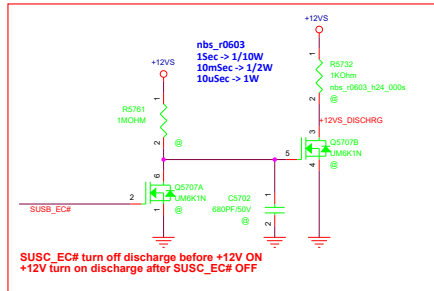 +12VS
nbs_r0603
1Sec -> 1/10W
10mSec -> 1/2W
10uSec -> 1W
+12VS
1
R5732
1KOhm
nbs_r0603_h24_000s
2
@
1
R5761
1MOHM
2
@
+12VS_DISCHRG
3
Q5707B
5
UM6K1N
4
@
6
Q5707A
2
UM6K1N
SUSB_EC#
1
@
1
C5702
680PF/50V
2
@
SUSC_EC# turn off discharge before +12V ON
+12V turn on discharge after SUSC_EC# OFF